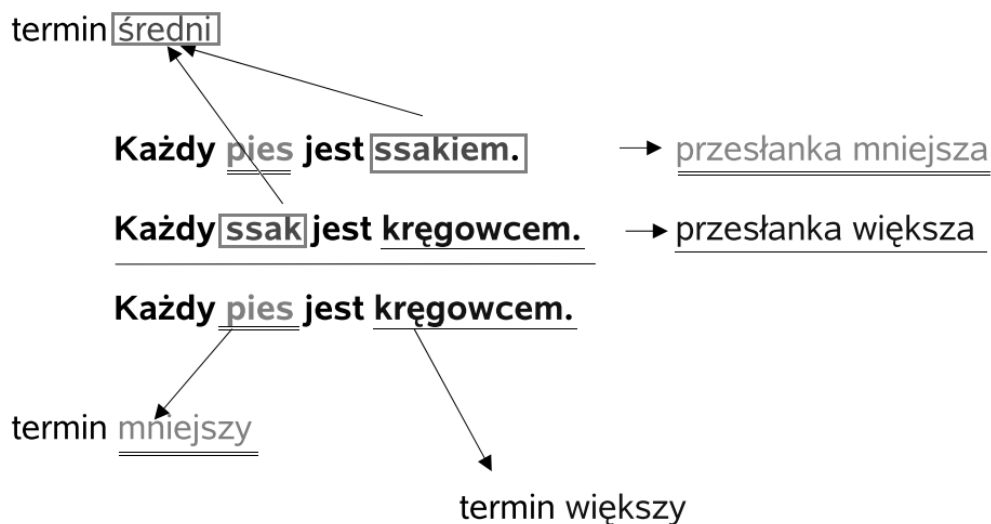 termin średni
Każdy pies jest ssakiem. przesłanka mniejsza
Każdy ssak jest kręgowcem. przesłanka większa
Każdy pies jest kręgowcem.
termin mniejszy
termin większy